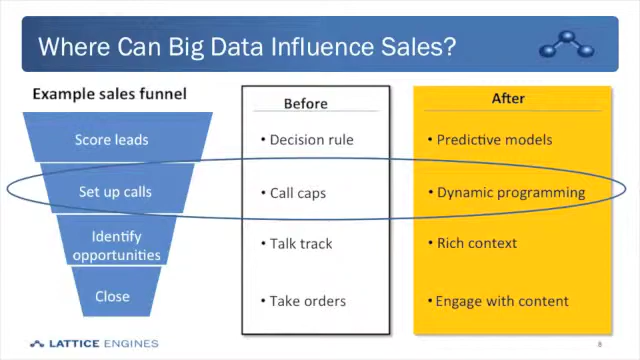 Where Can Big Data Influence Sales?
Example sales funnel
Before
After
Score leads
• Decision rule
• Predictive models
Set up calls
• Call caps
• Dynamic programming
Identify
opportunities
• Talk track
• Rich context
Close
• Take orders
• Engage with content
LATTICE ENGINES
8